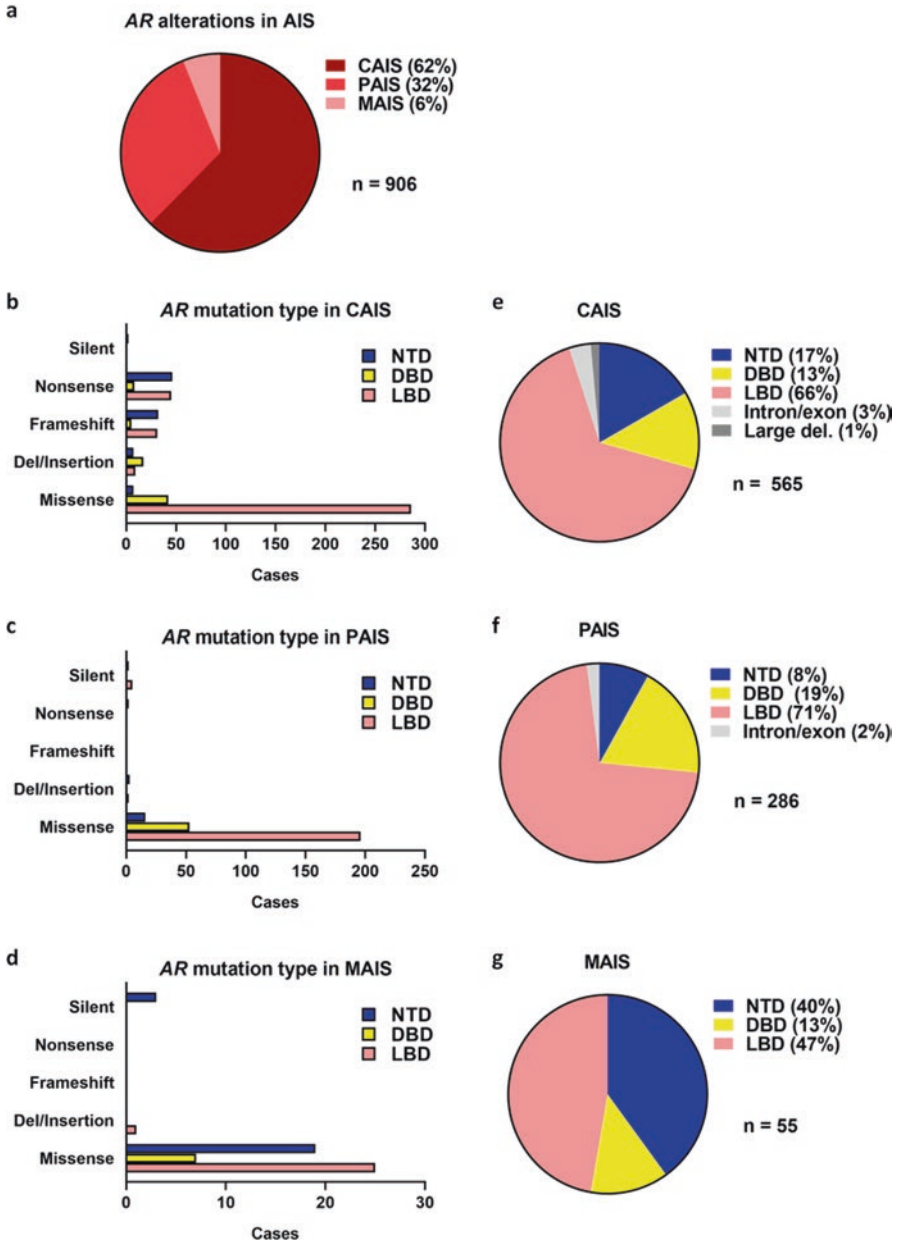 a
AR alterations in AIS
CAIS (62%)
PAIS (32%)
MAIS (6%)
n = 906
b
AR mutation type in CAIS
Silent
Nonsense
Frameshift
Del/Insertion
Missense
NTD
DBD
LBD
0 50 100 150 200 250 300
Cases
e
CAIS
NTD (17%)
DBD (13%)
LBD (66%)
Intron/exon (3%)
Large del. (1%)
n = 565
c
AR mutation type in PAIS
Silent
Nonsense
Frameshift
Del/Insertion
Missense
NTD
DBD
LBD
0 50 100 150 200 250
Cases
f
PAIS
NTD (8%)
DBD (19%)
LBD (71%)
Intron/exon (2%)
n = 286
d
AR mutation type in MAIS
Silent
Nonsense
Frameshift
Del/Insertion
Missense
NTD
DBD
LBD
0 10 20 30
Cases
g
MAIS
NTD (40%)
DBD (13%)
LBD (47%)
n = 55